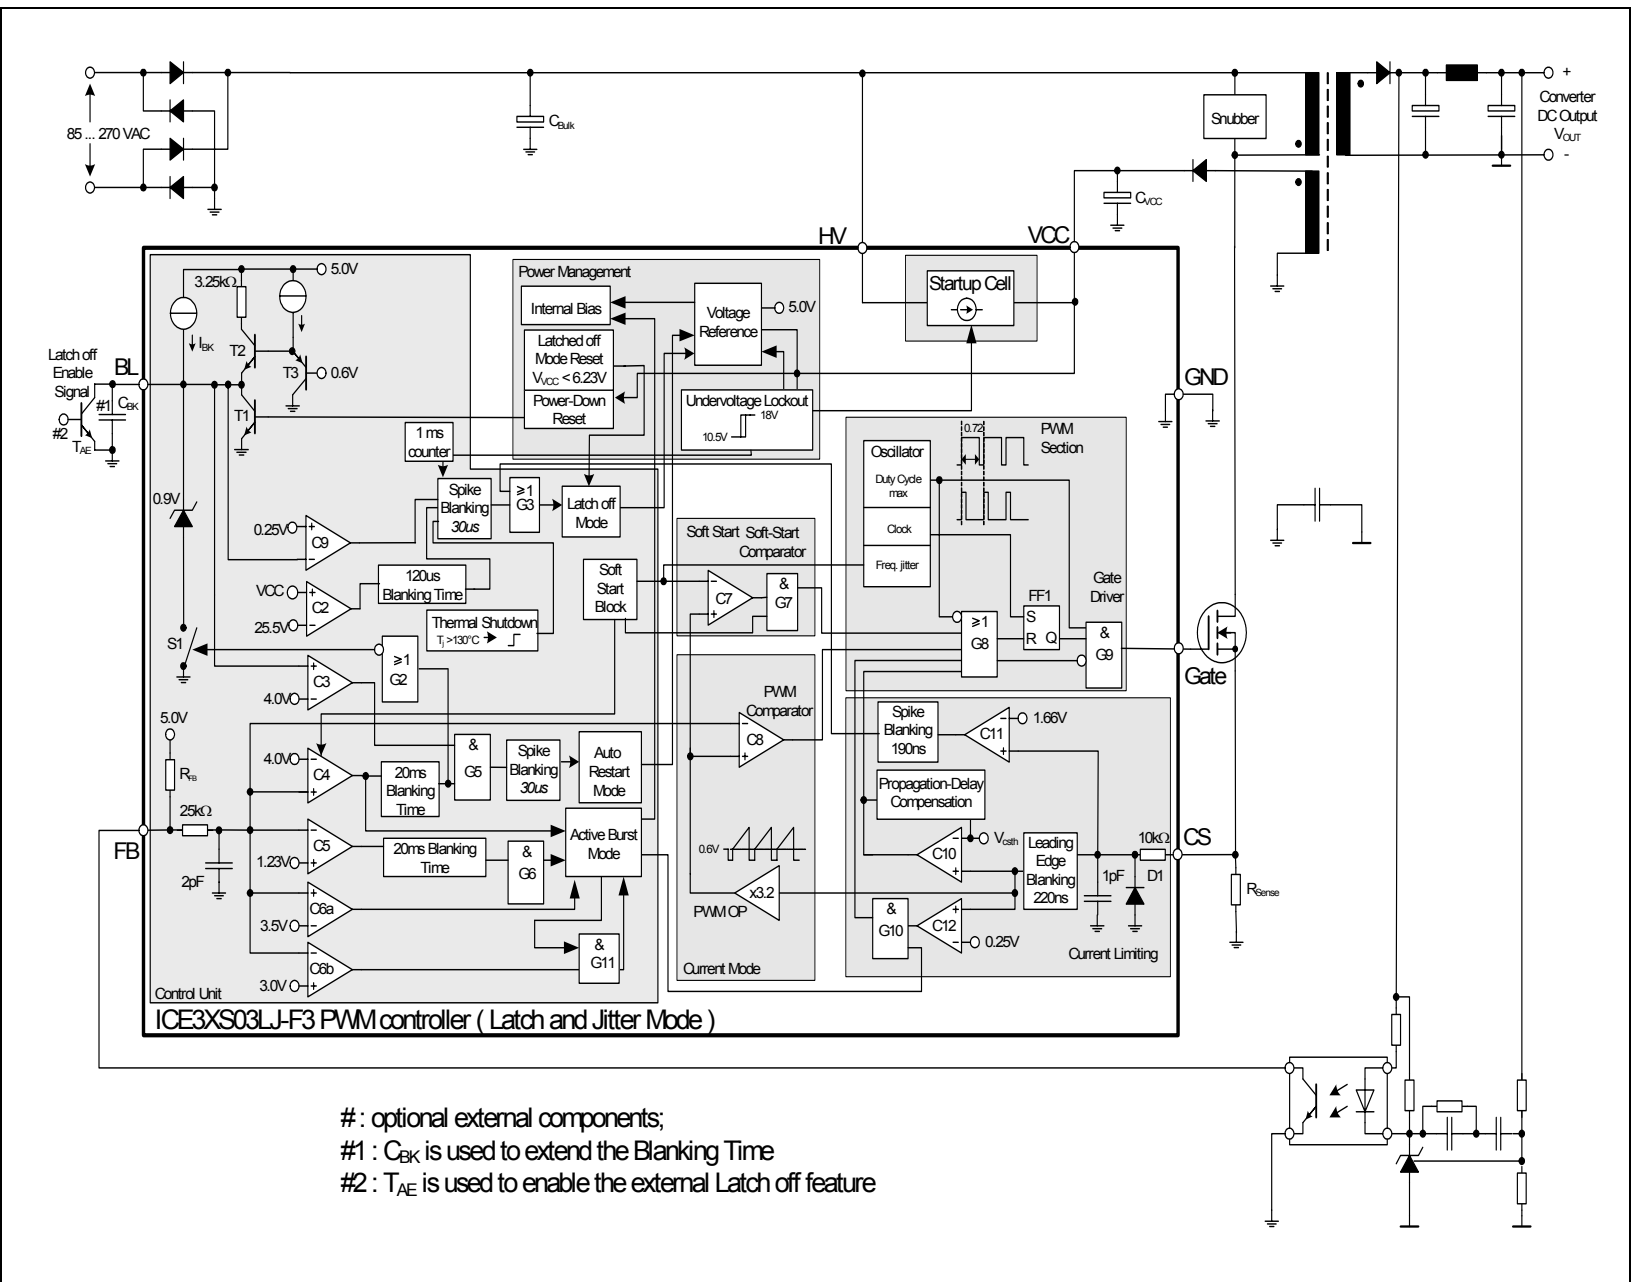 85 ... 270 VAC
CBulk
Snubber
+
Converter
DC Output
VOUT
-
CVCC
HV
VCC
5.0V
3.25kΩ
IBK
T2
T3
0.6V
T1
Power Management
Internal Bias
Voltage
Reference
5.0V
Latched off
Mode Reset
VVCC < 6.23V
Power-Down
Reset
Undervoltage Lockout
18V
10.5V
Startup Cell
Latch off
Enable
Signal
BL
#1
CBK
#2
TAE
GND
1 ms
counter
Spike
Blanking
30us
≥1
G3
Latch off
Mode
0.9V
0.25V
+
C9
-
VCC
+
C2
-
25.5V
120us
Blanking Time
Thermal Shutdown
Tj >130°C
S1
≥1
G2
+
C3
-
4.0V
Soft
Start
Block
Soft Start
Soft-Start
Comparator
-
C7
+
&
G7
Oscillator
Duty Cycle
max
Clock
Freq. jitter
0.72
PWM
Section
Gate
Driver
FF1
S
R
Q
≥1
G8
&
G9
Gate
5.0V
RFB
25kΩ
FB
2pF
4.0V
-
C4
+
20ms
Blanking
Time
&
G5
Spike
Blanking
30us
Auto
Restart
Mode
-
C5
+
1.23V
20ms Blanking
Time
&
G6
Active Burst
Mode
+
C6a
-
3.5V
-
C6b
+
3.0V
&
G11
Control Unit
PWM
Comparator
-
C8
+
0.6V
x3.2
PWM OP
Current Mode
Spike
Blanking
190ns
-
C11
+
1.66V
Propagation-Delay
Compensation
-
C10
+
Vcsth
Leading
Edge
Blanking
220ns
10kΩ
CS
1pF
D1
RSense
&
G10
+
C12
-
0.25V
Current Limiting
ICE3XS03LJ-F3 PWM controller ( Latch and Jitter Mode )
# : optional external components;
#1 : CBK is used to extend the Blanking Time
#2 : TAE is used to enable the external Latch off feature